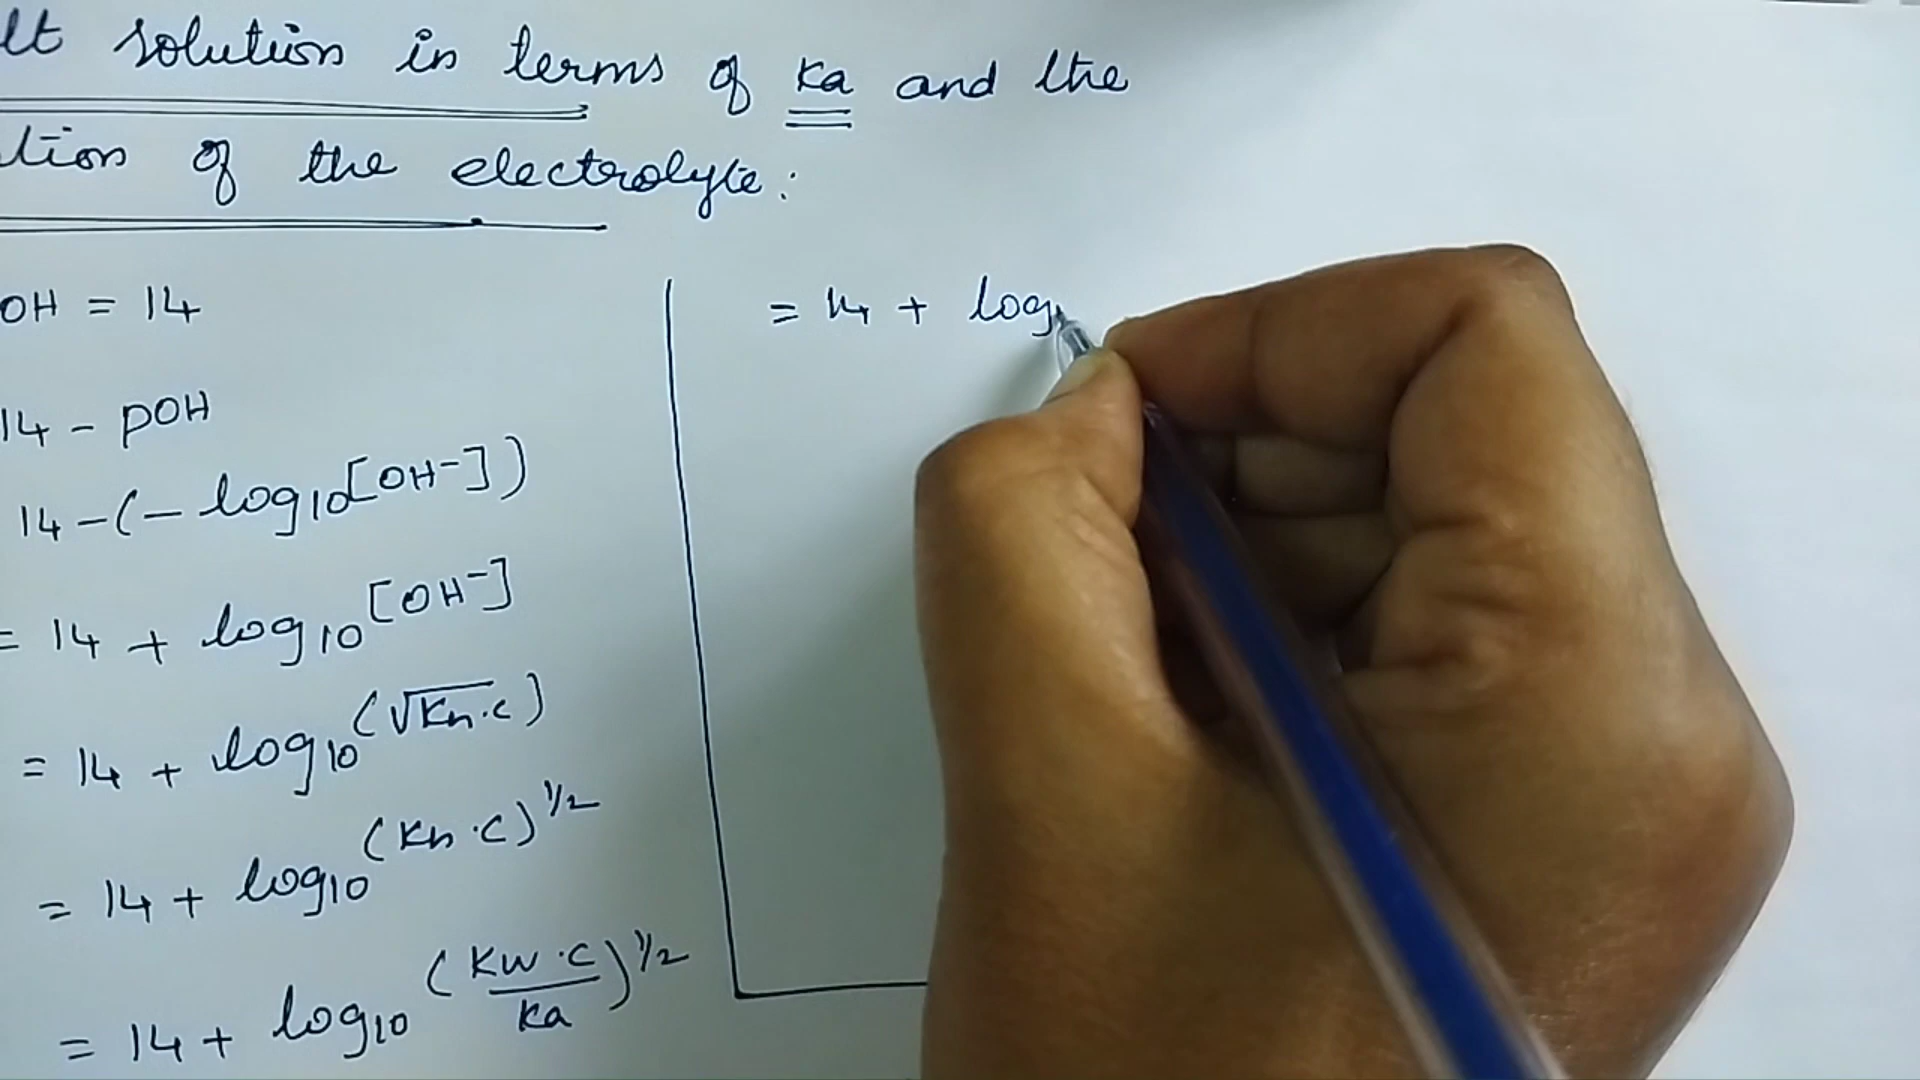 lt solution in terms of Ka and the
tion of the electrolyte:
OH = 14
14 - pOH
14-(-log10[OH-])
= 14 + log10[OH-]
= 14 + log10(√Kh.c)
= 14 + log10(Kh.c)^1/2
= 14 + log10(Kw.c/Ka)^1/2
= 14 + log